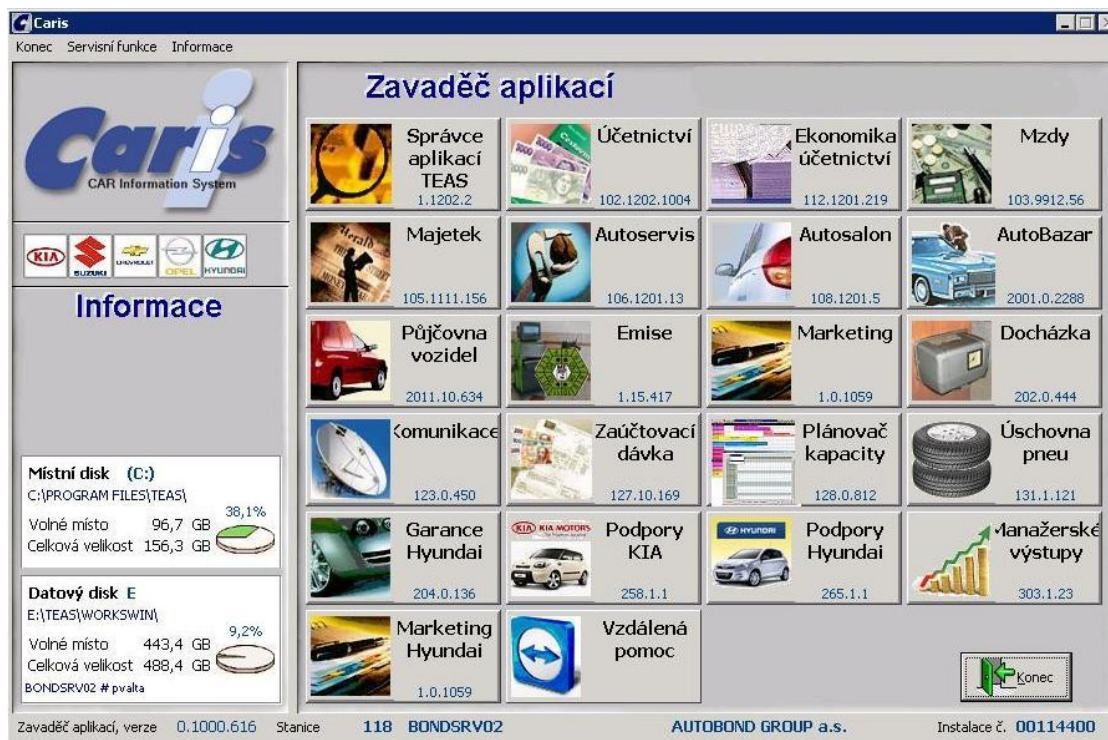 Caris
Konec Servisní funkce Informace
Caris
CAR Information System
KIA SUZUKI CHEVROLET OPEL HYUNDAI
Informace
Místní disk (C:)
C:\PROGRAM FILES\TEAS\
38,1%
Volné místo 96,7 GB
Celková velikost 156,3 GB
Datový disk E
E:\TEAS\WORKSWIN\
9,2%
Volné místo 443,4 GB
Celková velikost 488,4 GB
BONDSRV02 # pvalta
Zavaděč aplikací
Správce
aplikací
TEAS
1.1202.2
Účetnictví
102.1202.1004
Ekonomika
účetnictví
112.1201.219
Mzdy
103.9912.56
Herald
Majetek
105.1111.156
Autoservis
106.1201.13
Autosalon
108.1201.5
AutoBazar
2001.0.2288
Půjčovna
vozidel
2011.10.634
Emise
1.15.417
Marketing
1.0.1059
Docházka
202.0.444
Komunikace
123.0.450
Zaúčtovací
dávka
127.10.169
Plánovač
kapacity
128.0.812
Úschovna
pneu
131.1.121
Garance
Hyundai
204.0.136
KIA KIA MOTORS
Podpory
KIA
258.1.1
HYUNDAI
Podpory
Hyundai
265.1.1
Manažerské
výstupy
303.1.23
Marketing
Hyundai
1.0.1059
Vzdálená
pomoc
Konec
Zavaděč aplikací, verze 0.1000.616 Stanice 118 BONDSRV02 AUTOBOND GROUP a.s. Instalace č. 00114400